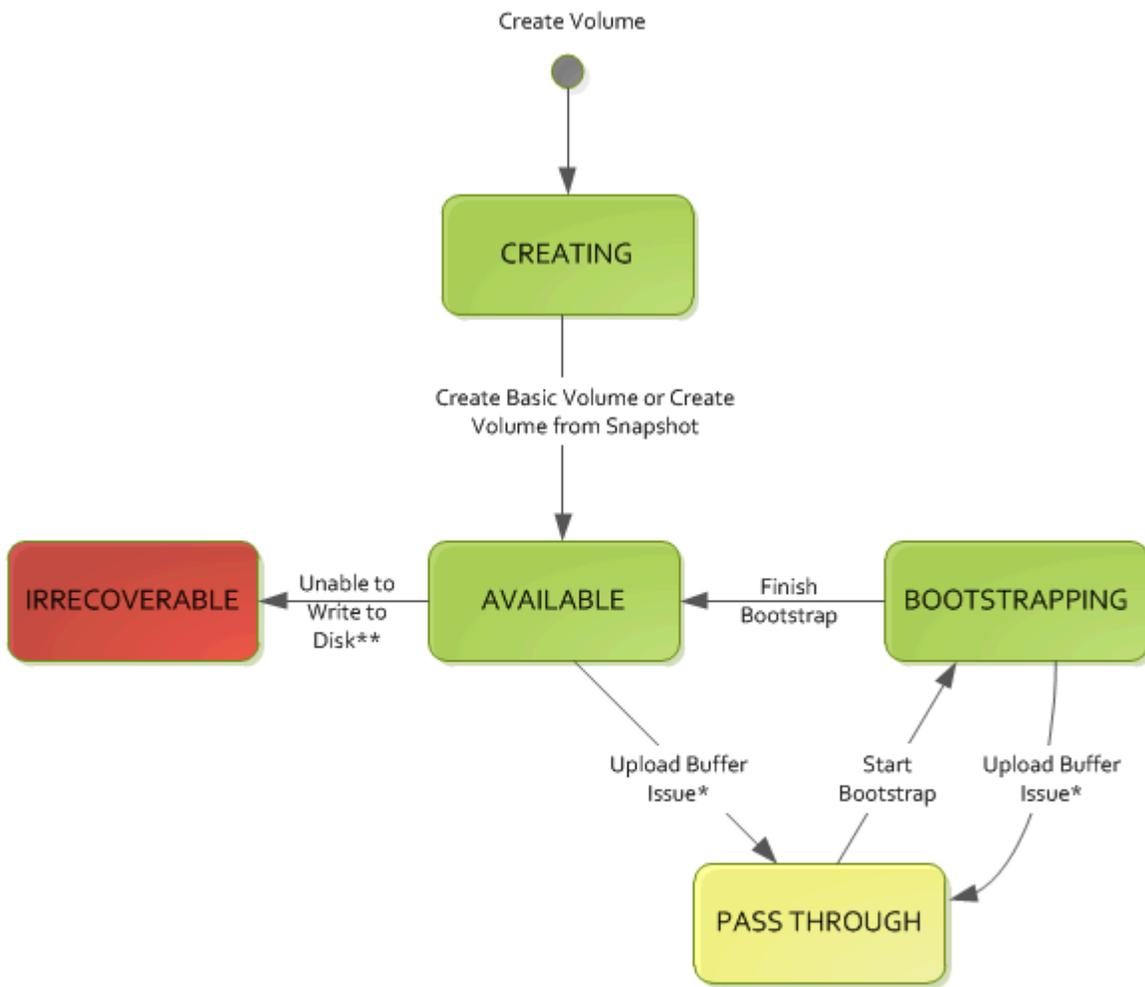 Create Volume
CREATING
Create Basic Volume or Create
Volume from Snapshot
IRRECOVERABLE
Unable to
Write to
Disk**
AVAILABLE
Finish
Bootstrap
BOOTSTRAPPING
Upload Buffer
Issue*
Start
Bootstrap
Upload Buffer
Issue*
PASS THROUGH